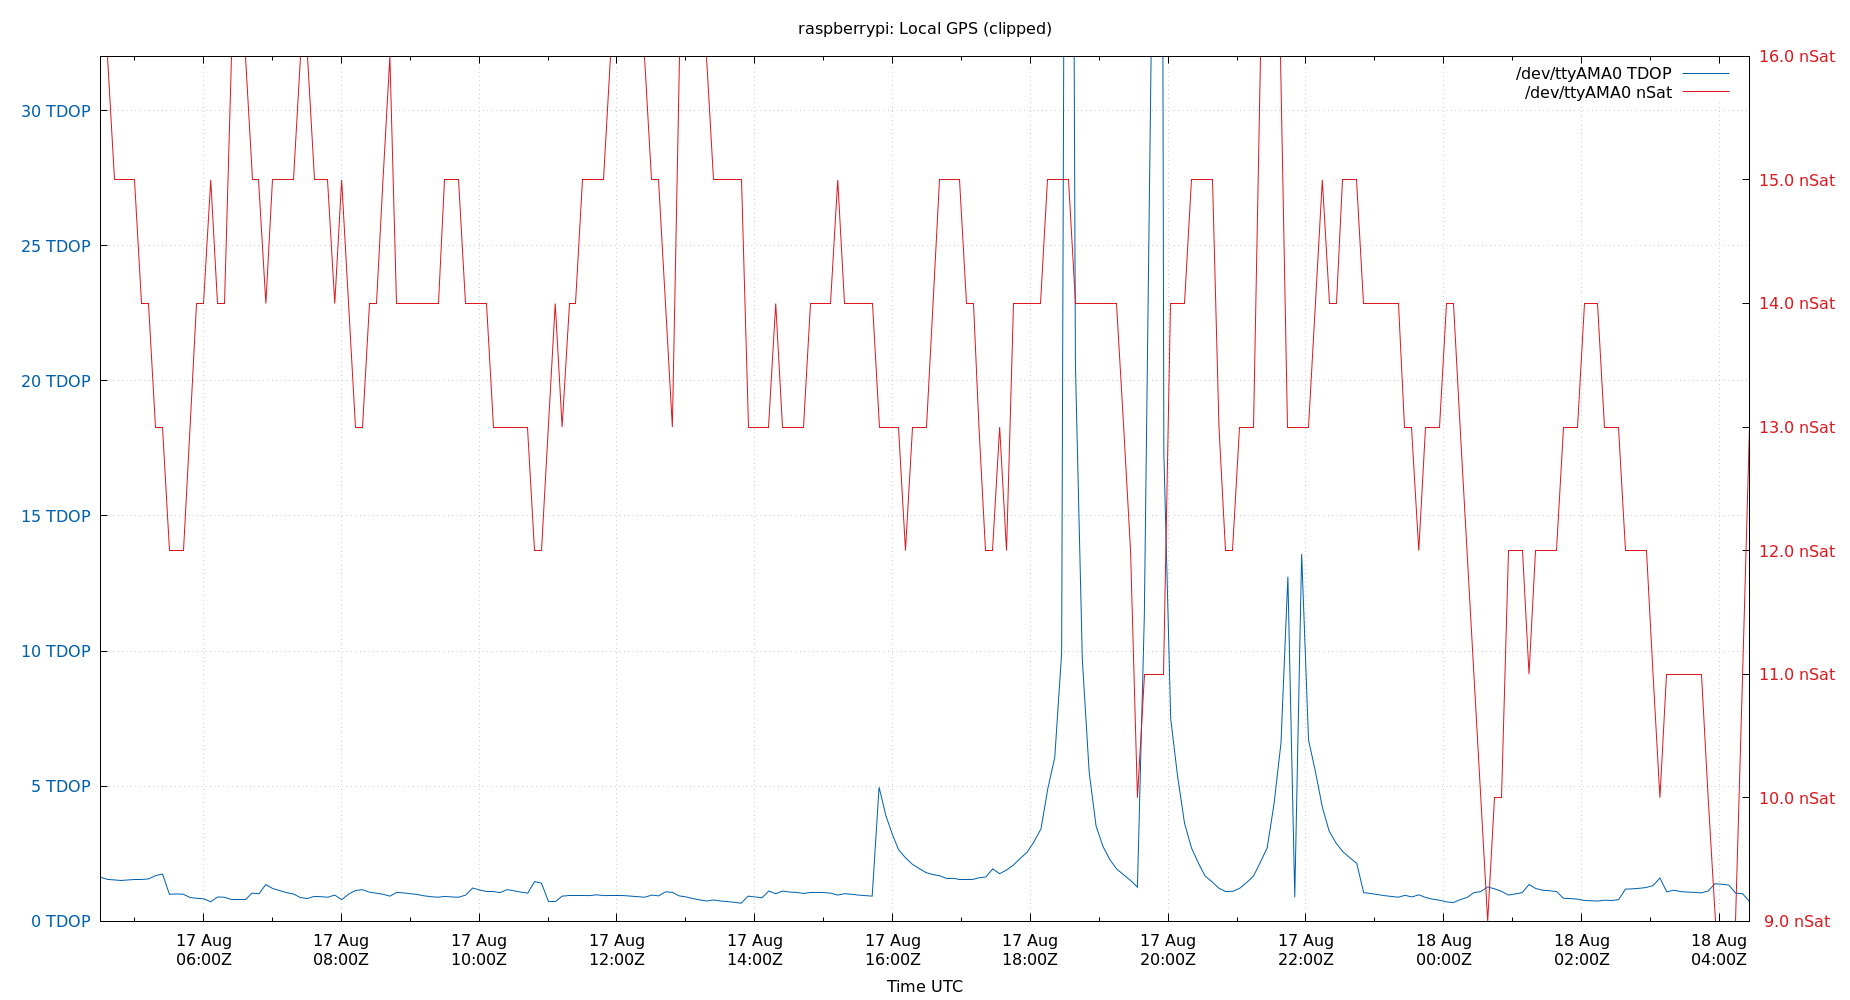 raspberrypi: Local GPS (clipped)
/dev/ttyAMA0 TDOP
/dev/ttyAMA0 nSat
30 TDOP
25 TDOP
20 TDOP
15 TDOP
10 TDOP
5 TDOP
0 TDOP
16.0 nSat
15.0 nSat
14.0 nSat
13.0 nSat
12.0 nSat
11.0 nSat
10.0 nSat
9.0 nSat
17 Aug
06:00Z
17 Aug
08:00Z
17 Aug
10:00Z
17 Aug
12:00Z
17 Aug
14:00Z
17 Aug
16:00Z
17 Aug
18:00Z
17 Aug
20:00Z
17 Aug
22:00Z
18 Aug
00:00Z
18 Aug
02:00Z
18 Aug
04:00Z
Time UTC